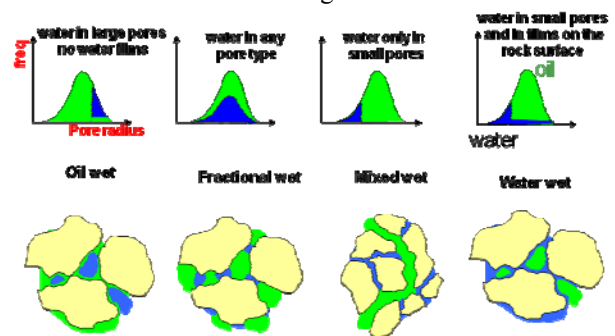 water in large pores
no water films
water in any
pore type
water only in
small pores
water in small pores
and in films on the
rock surface
freq
Pore radius
oil
water
Oil wet
Fractional wet
Mixed wet
Water wet